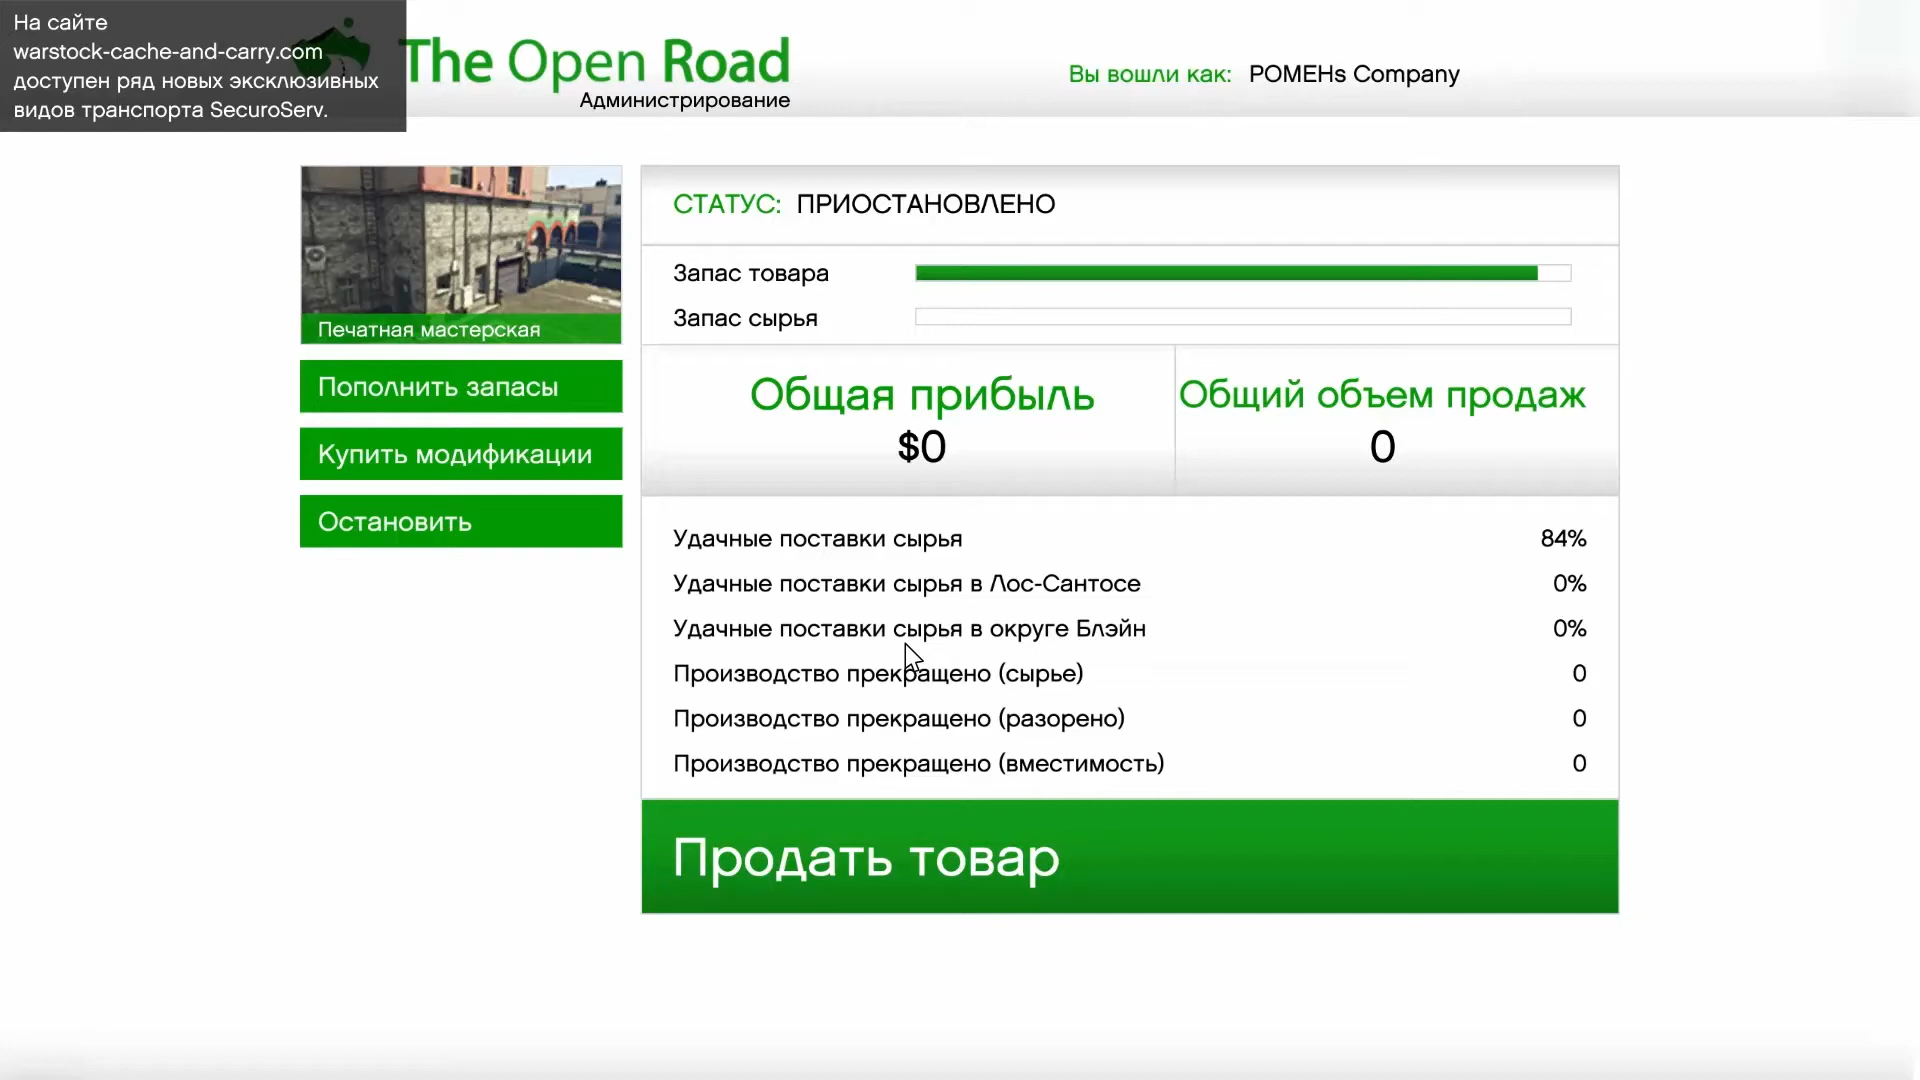 На сайте
warstock-cache-and-carry.com
доступен ряд новых эксклюзивных
видов транспорта SecuroServ.
The Open Road
Администрирование
Вы вошли как: POMEHs Company
Печатная мастерская
Пополнить запасы
Купить модификации
Остановить
СТАТУС: ПРИОСТАНОВЛЕНО
Запас товара
Запас сырья
Общая прибыль
$0
Общий объем продаж
0
Удачные поставки сырья 84%
Удачные поставки сырья в Лос-Сантосе 0%
Удачные поставки сырья в округе Блэйн 0%
Производство прекращено (сырье) 0
Производство прекращено (разорено) 0
Производство прекращено (вместимость) 0
Продать товар